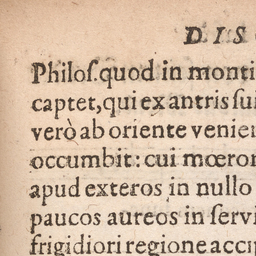 DIS
Philoſ. quod in monti
captet, qui ex antris ſui
verò ab oriente venien
occumbit: cui mœror
apud exteros in nullo
paucos aureos in ſervi
frigidiori regione accip